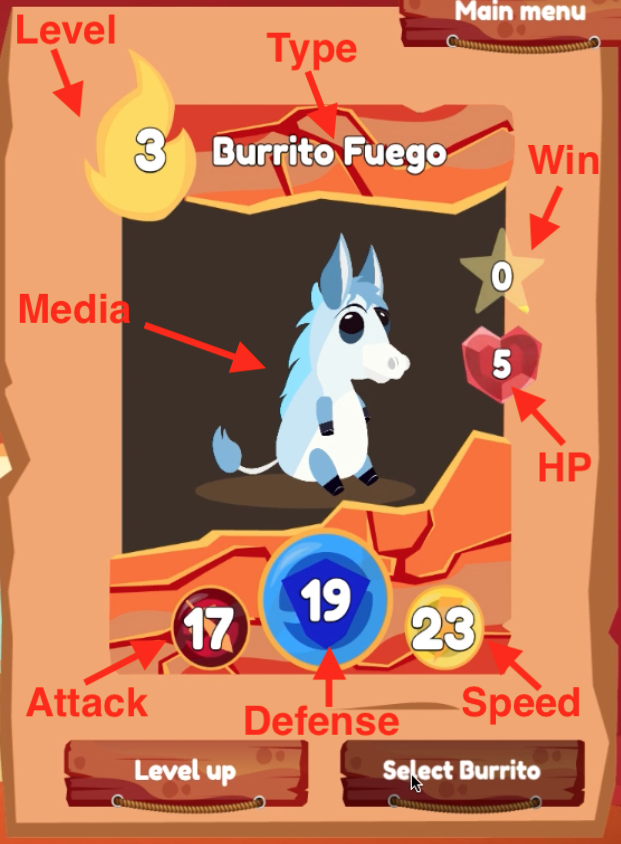 Main menu
Level
Type
3
Burrito Fuego
Win
0
Media
5
HP
19
17
23
Attack
Defense
Speed
Level up
Select Burrito